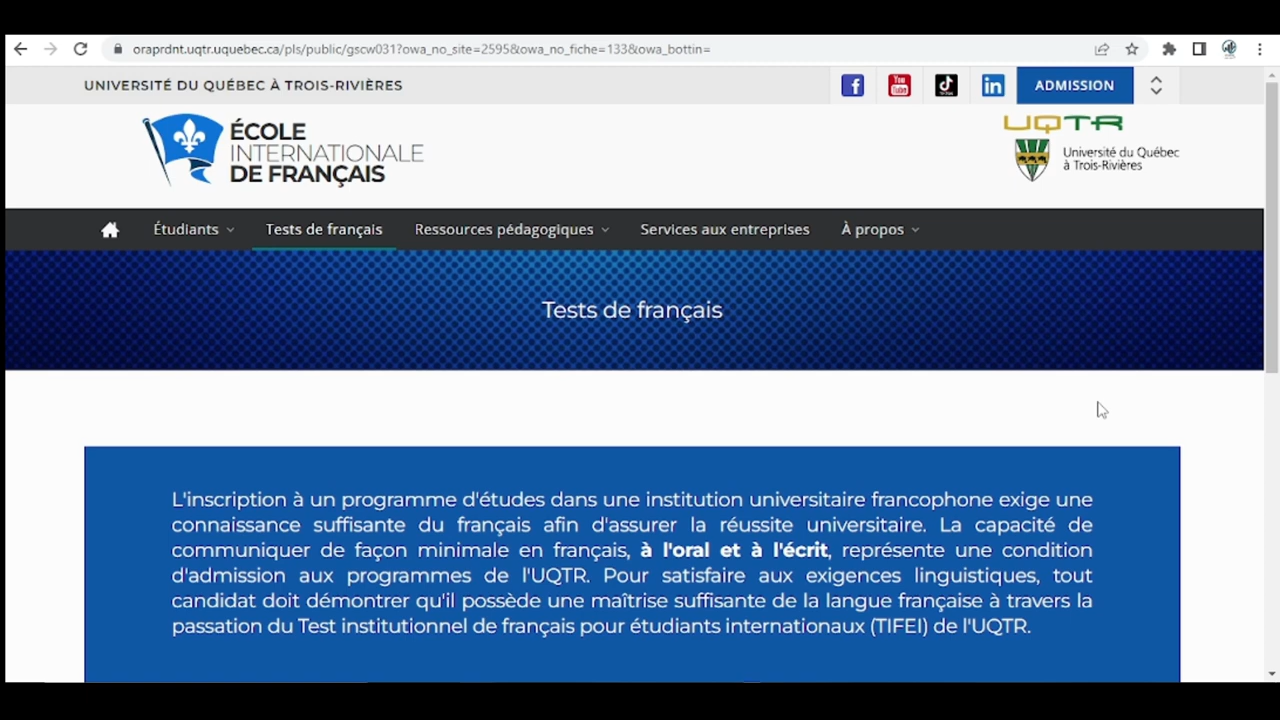 oraprdnt.uqtr.uquebec.ca/pls/public/gscw031?owa_no_site=2595&owa_no_fiche=133&owa_bottin=
UNIVERSITÉ DU QUÉBEC À TROIS-RIVIÈRES
f
You Tube
in
ADMISSION
ÉCOLE
INTERNATIONALE
DE FRANÇAIS
UQTR
Université du Québec
à Trois-Rivières
Étudiants
Tests de français
Ressources pédagogiques
Services aux entreprises
À propos
Tests de français
L'inscription à un programme d'études dans une institution universitaire francophone exige une
connaissance suffisante du français afin d'assurer la réussite universitaire. La capacité de
communiquer de façon minimale en français, à l'oral et à l'écrit, représente une condition
d'admission aux programmes de l'UQTR. Pour satisfaire aux exigences linguistiques, tout
candidat doit démontrer qu'il possède une maîtrise suffisante de la langue française à travers la
passation du Test institutionnel de français pour étudiants internationaux (TIFEI) de l'UQTR.